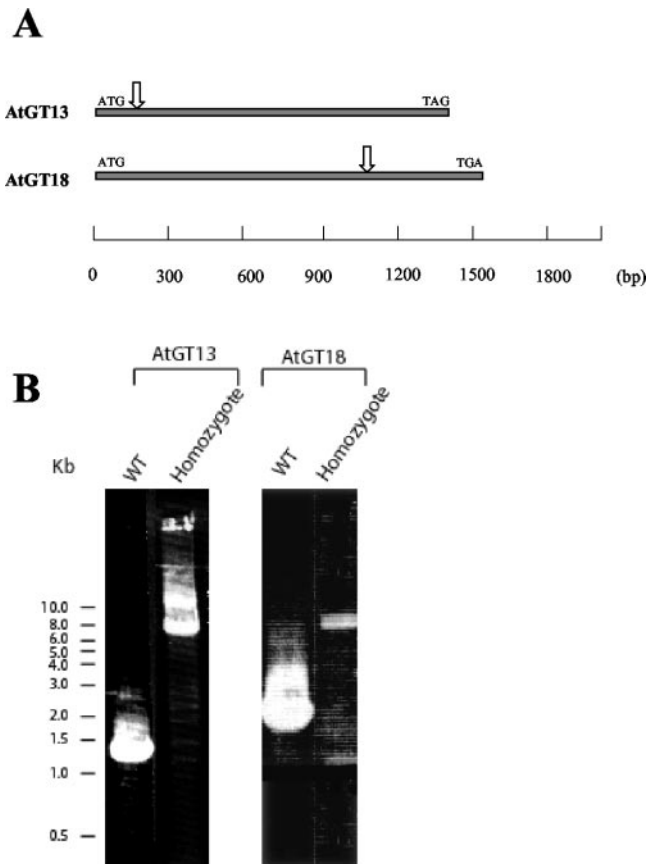 A
ATG TAG
AtGT13
ATG TGA
AtGT18
0 300 600 900 1200 1500 1800 (bp)
AtGT13 AtGT18
B
Kb WT Homozygote WT Homozygote
10.0
8.0
6.0
5.0
4.0
3.0
2.0
1.5
1.0
0.5